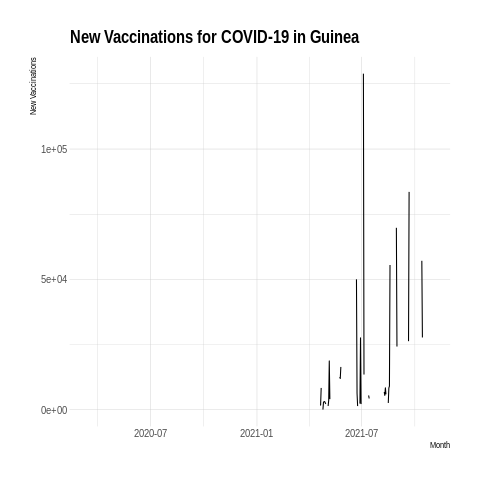 New Vaccinations for COVID-19 in Guinea
New Vaccinations
1e+05
5e+04
0e+00
2020-07
2021-01
2021-07
Month